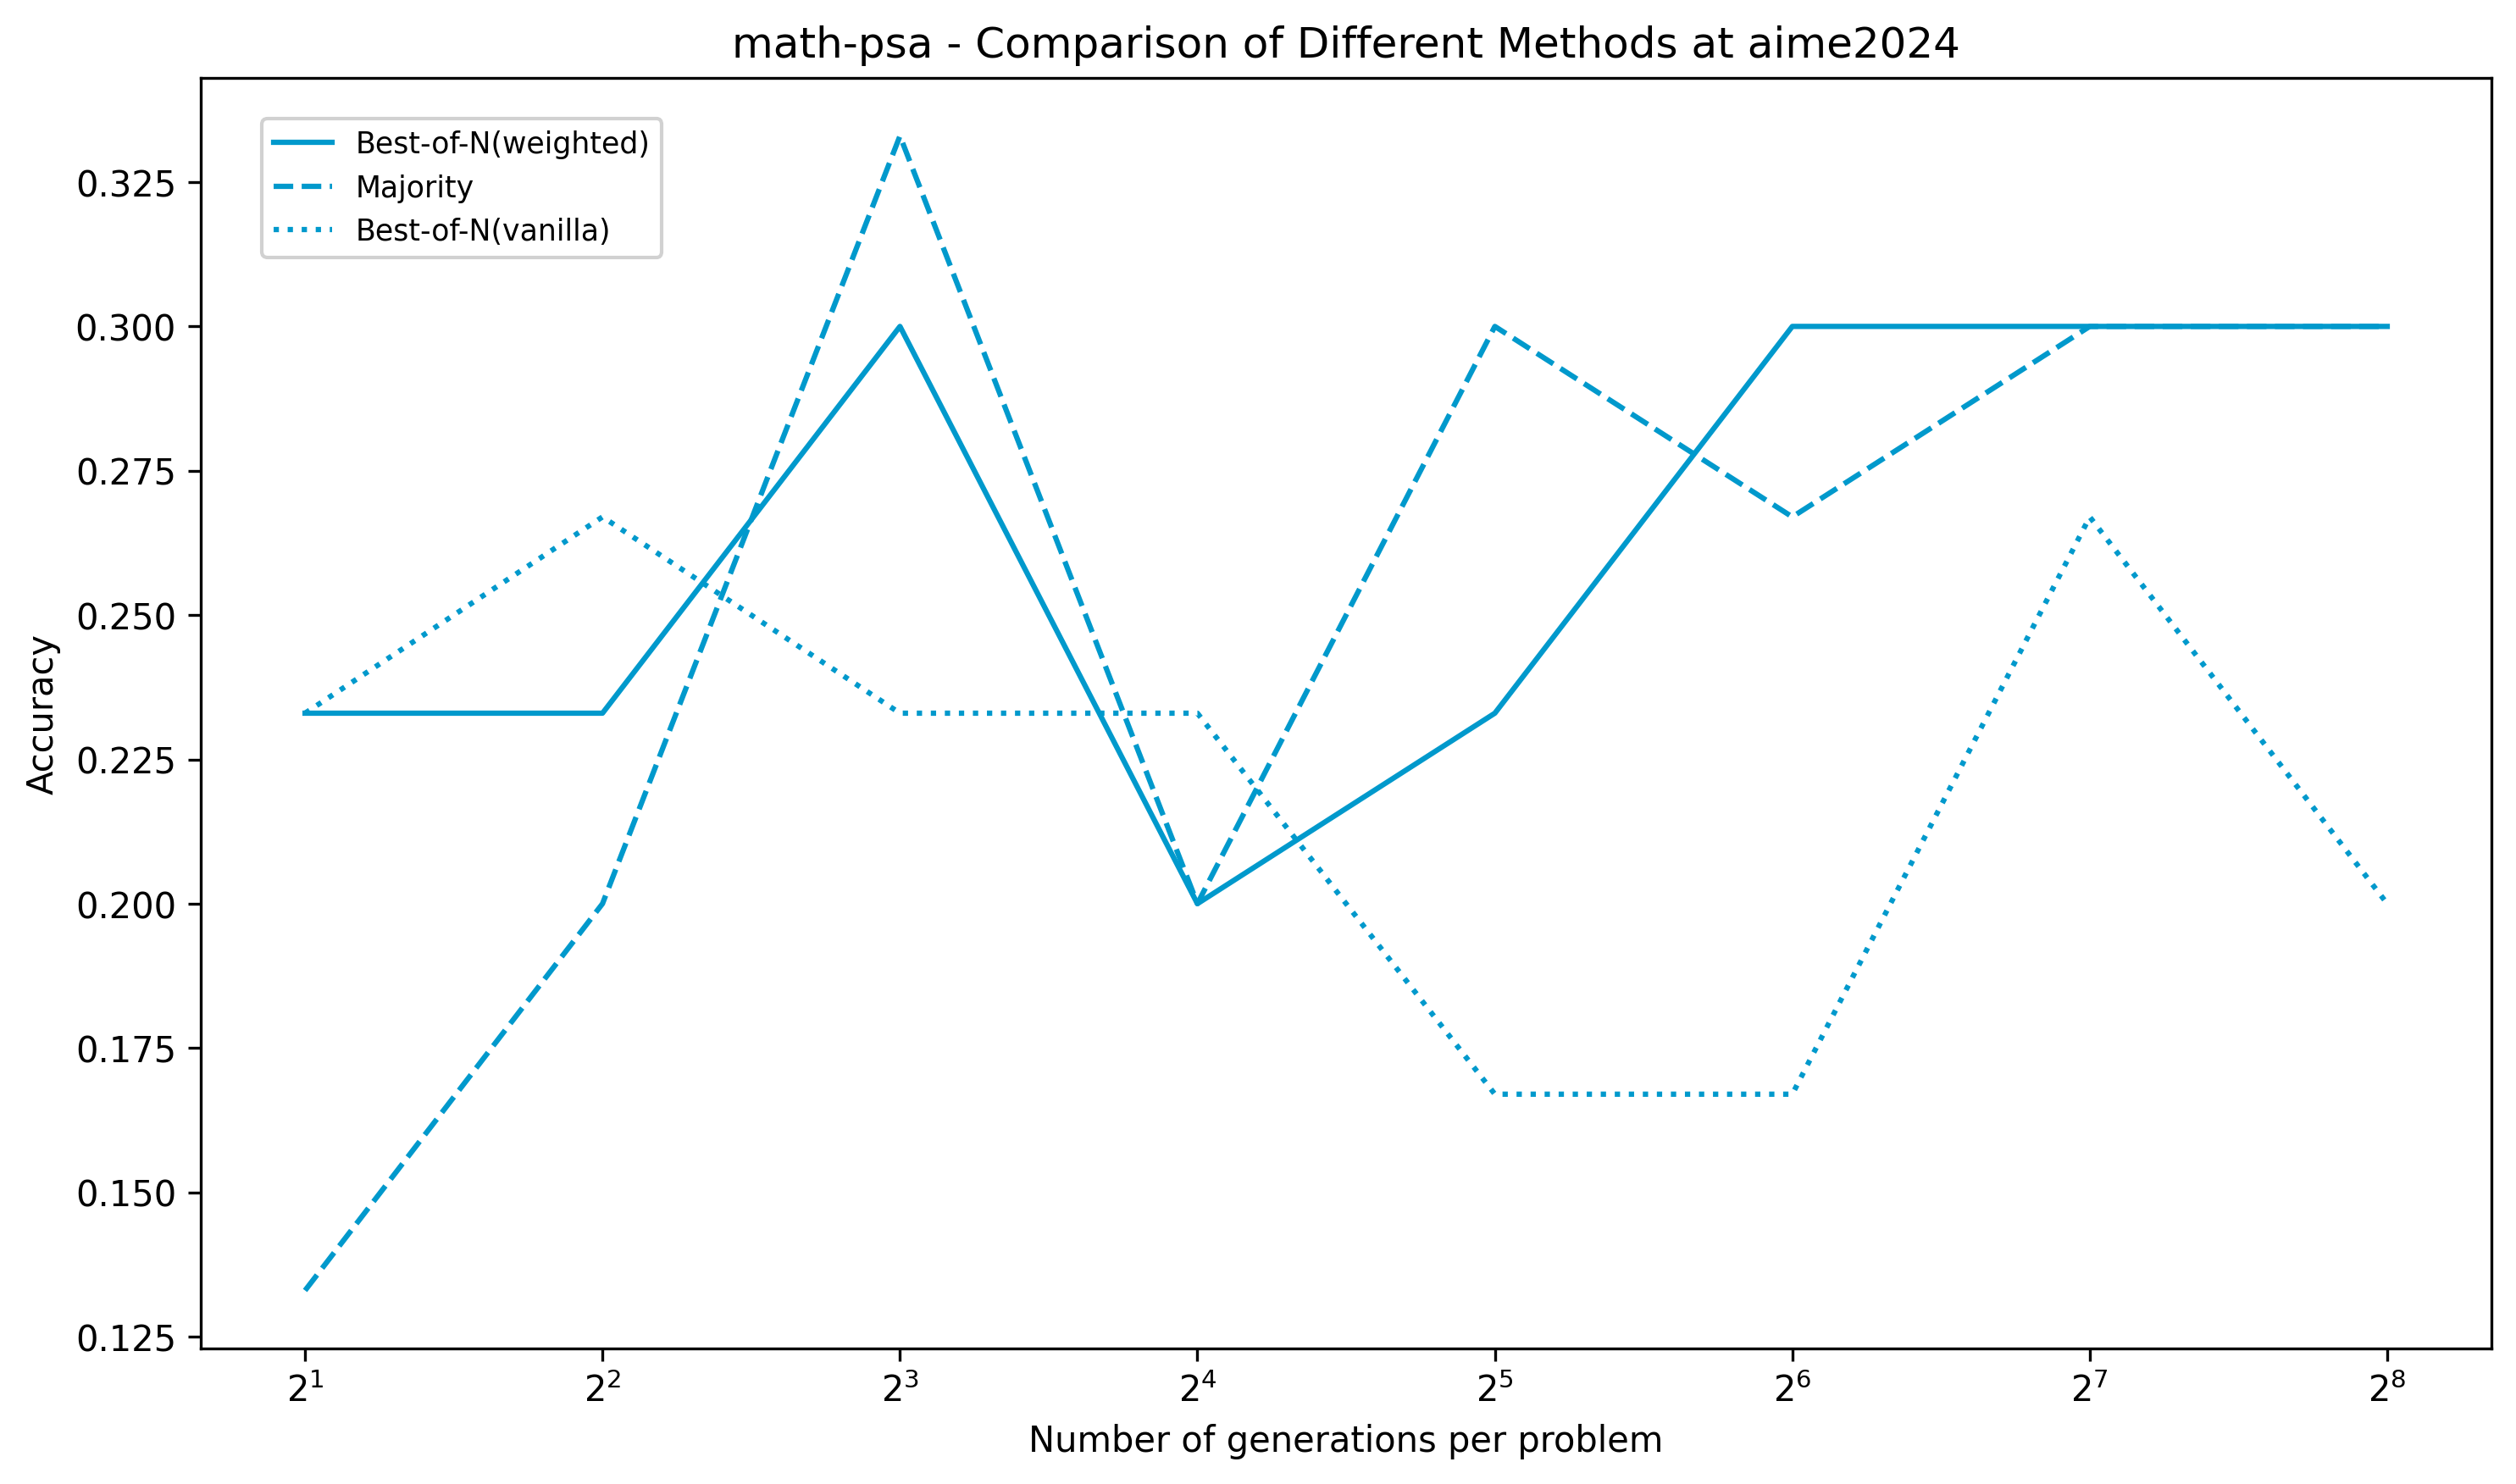 math-psa - Comparison of Different Methods at aime2024
Best-of-N(weighted)
Majority
Best-of-N(vanilla)
Accuracy
0.325
0.300
0.275
0.250
0.225
0.200
0.175
0.150
0.125
2¹ 2² 2³ 2⁴ 2⁵ 2⁶ 2⁷ 2⁸
Number of generations per problem